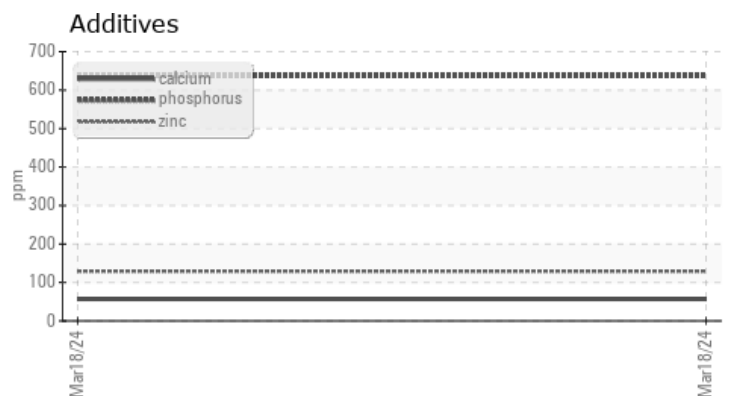 Additives
700
600
500
400
300
200
100
0
ppm
calcium
phosphorus
zinc
Mar18/24
Mar18/24